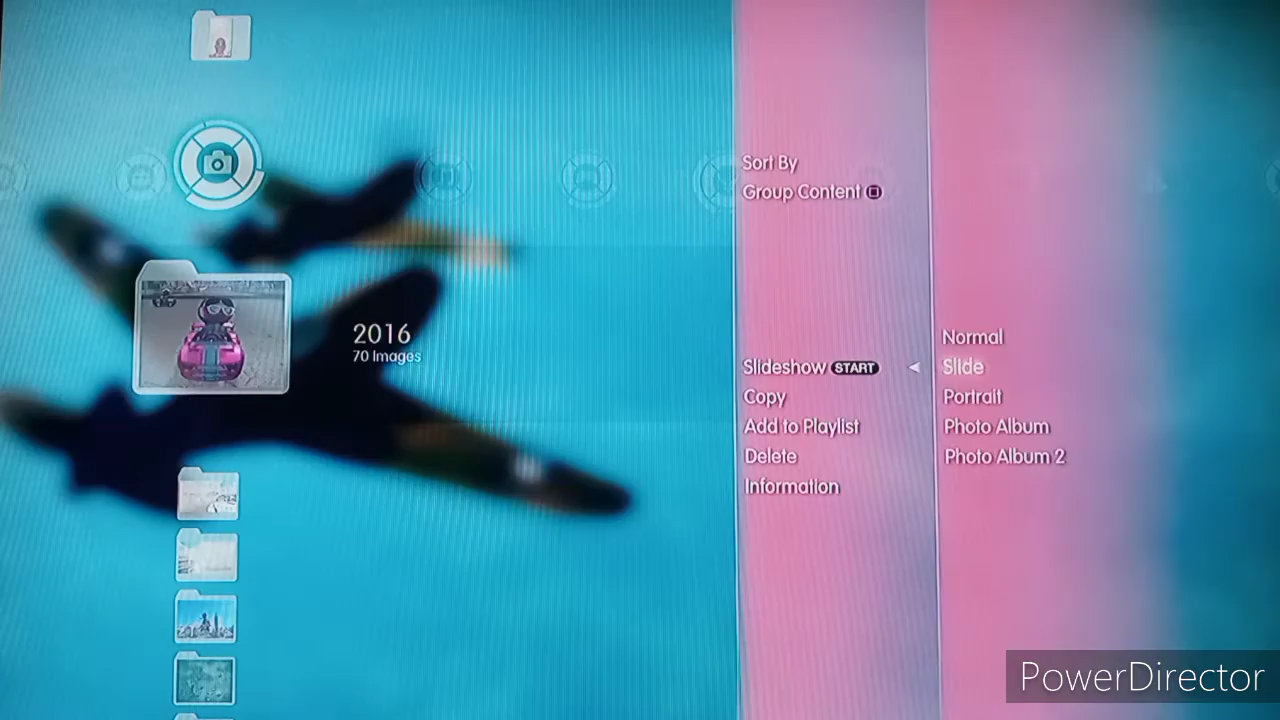 2016
70 Images
Sort By
Group Content
Slideshow START
Copy
Add to Playlist
Delete
Information
Normal
Slide
Portrait
Photo Album
Photo Album 2
PowerDirector